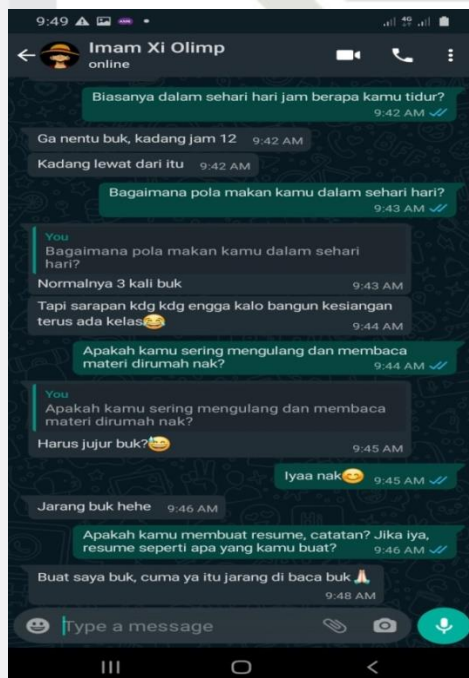 9:49
4G
Imam Xi Olimp
online
Biasanya dalam sehari hari jam berapa kamu tidur?
9:42 AM
Ga nentu buk, kadang jam 12 9:42 AM
Kadang lewat dari itu 9:42 AM
Bagaimana pola makan kamu dalam sehari hari?
9:43 AM
You
Bagaimana pola makan kamu dalam sehari
hari?
Normalnya 3 kali buk 9:43 AM
Tapi sarapan kdg kdg engga kalo bangun kesiangan
terus ada kelas😂 9:44 AM
Apakah kamu sering mengulang dan membaca
materi dirumah nak? 9:44 AM
You
Apakah kamu sering mengulang dan membaca
materi dirumah nak?
Harus jujur buk?😅 9:45 AM
Iyaa nak😊 9:45 AM
Jarang buk hehe 9:46 AM
Apakah kamu membuat resume, catatan? Jika iya,
resume seperti apa yang kamu buat? 9:46 AM
Buat saya buk, cuma ya itu jarang di baca buk🙏🏻
9:48 AM
Type a message